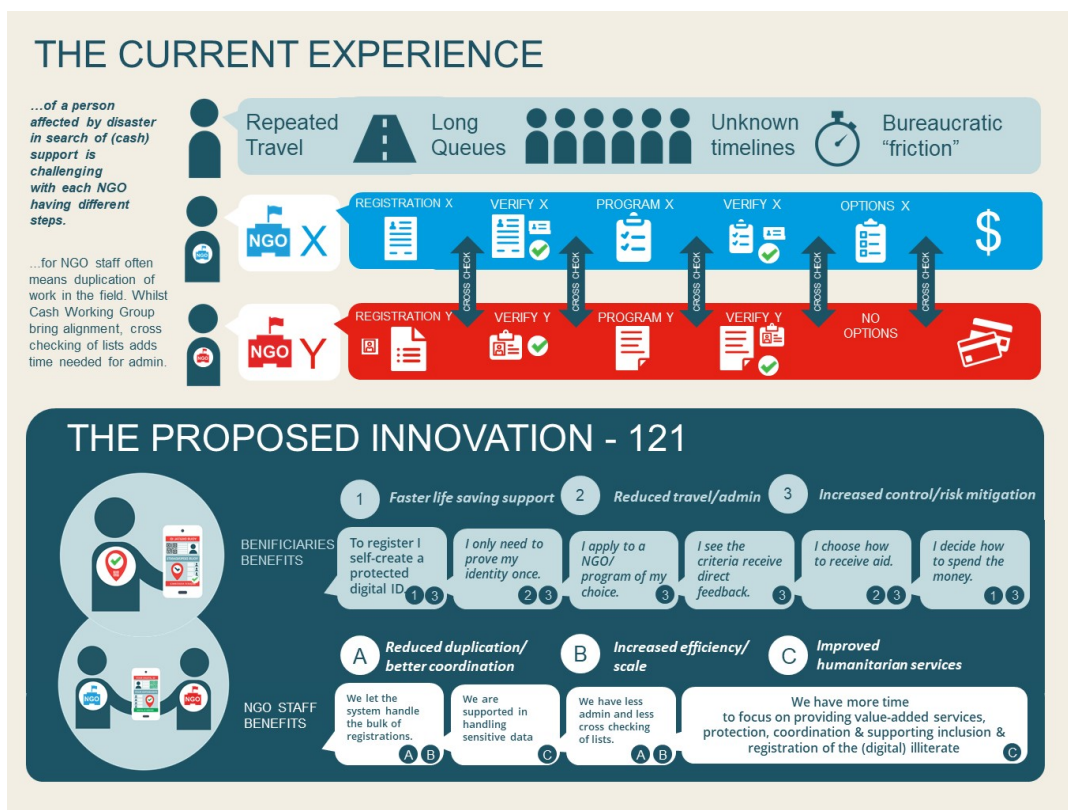 THE CURRENT EXPERIENCE
...of a person
affected by disaster
in search of (cash)
support is
challenging
with each NGO
having different
steps.
...for NGO staff often
means duplication of
work in the field. Whilst
Cash Working Group
bring alignment, cross
checking of lists adds
time needed for admin.
Repeated
Travel
Long
Queues
Unknown
timelines
Bureaucratic
“friction”
NGO
NGO X
REGISTRATION X
VERIFY X
PROGRAM X
VERIFY X
OPTIONS X
$
CROSS CHECK
CROSS CHECK
CROSS CHECK
CROSS CHECK
CROSS CHECK
NGO
NGO Y
REGISTRATION Y
VERIFY Y
PROGRAM Y
VERIFY Y
NO
OPTIONS
THE PROPOSED INNOVATION - 121
1 Faster life saving support
2 Reduced travel/admin
3 Increased control/risk mitigation
BENIFICIARIES
BENEFITS
To register I
self-create a
protected
digital ID.
1 3
I only need to
prove my
identity once.
2 3
I apply to a
NGO/
program of my
choice.
3
I see the
criteria receive
direct
feedback.
3
I choose how
to receive aid.
2 3
I decide how
to spend the
money.
1 3
A Reduced duplication/
better coordination
B Increased efficiency/
scale
C Improved
humanitarian services
NGO
NGO
NGO STAFF
BENEFITS
We let the
system handle
the bulk of
registrations.
A B
We are
supported in
handling
sensitive data
C
We have less
admin and less
cross checking
of lists.
A B
We have more time
to focus on providing value-added services,
protection, coordination & supporting inclusion &
registration of the (digital) illiterate
C